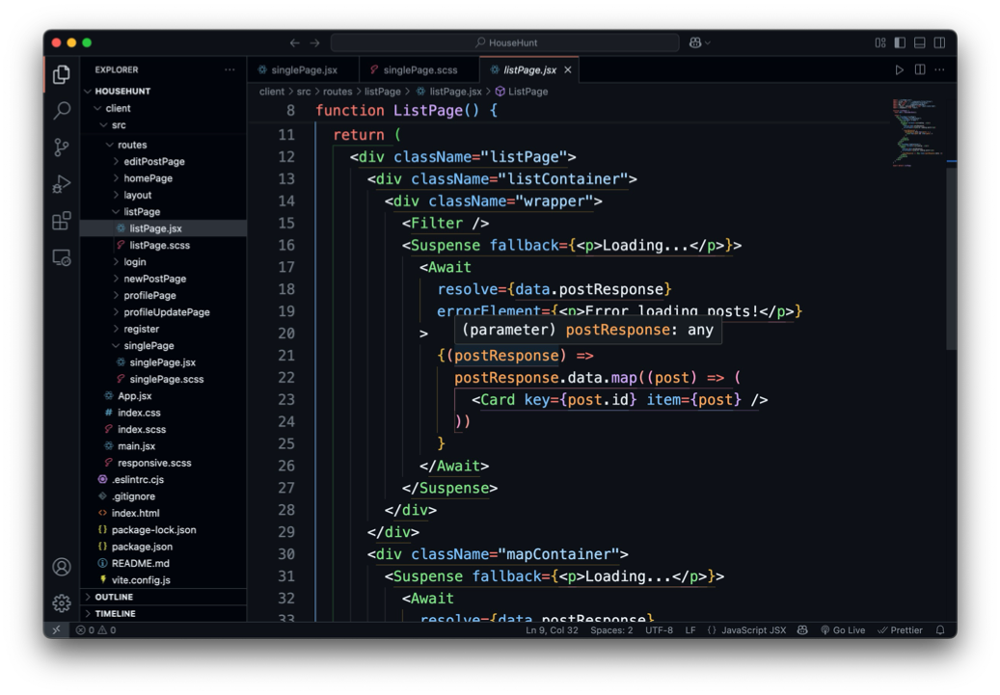 HouseHunt
EXPLORER
singlePage.jsx
singlePage.scss
listPage.jsx
HOUSEHUNT
client
src
routes
editPostPage
homePage
layout
listPage
listPage.jsx
listPage.scss
login
newPostPage
profilePage
profileUpdatePage
register
singlePage
singlePage.jsx
singlePage.scss
App.jsx
index.css
index.scss
main.jsx
responsive.scss
.eslintrc.cjs
.gitignore
index.html
package-lock.json
package.json
README.md
vite.config.js
OUTLINE
TIMELINE
client > src > routes > listPage > listPage.jsx > ListPage
8 function ListPage() {
11 return (
12 <div className="listPage">
13 <div className="listContainer">
14 <div className="wrapper">
15 <Filter />
16 <Suspense fallback={<p>Loading...</p>}>
17 <Await
18 resolve={data.postResponse}
19 errorElement={<p>Error loading posts!</p>}
20 >
(parameter) postResponse: any
21 {(postResponse) =>
22 postResponse.data.map((post) => (
23 <Card key={post.id} item={post} />
24 ))
25 }
26 </Await>
27 </Suspense>
28 </div>
29 </div>
30 <div className="mapContainer">
31 <Suspense fallback={<p>Loading...</p>}>
32 <Await
33 resolve={data.postResponse}
0 0
Ln 9, Col 32
Spaces: 2
UTF-8
LF
{} JavaScript JSX
Go Live
Prettier